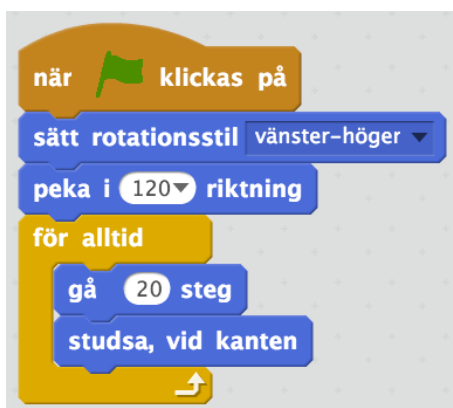 när klickas på
sätt rotationsstil vänster-höger
peka i 120 riktning
för alltid
gå 20 steg
studsa, vid kanten